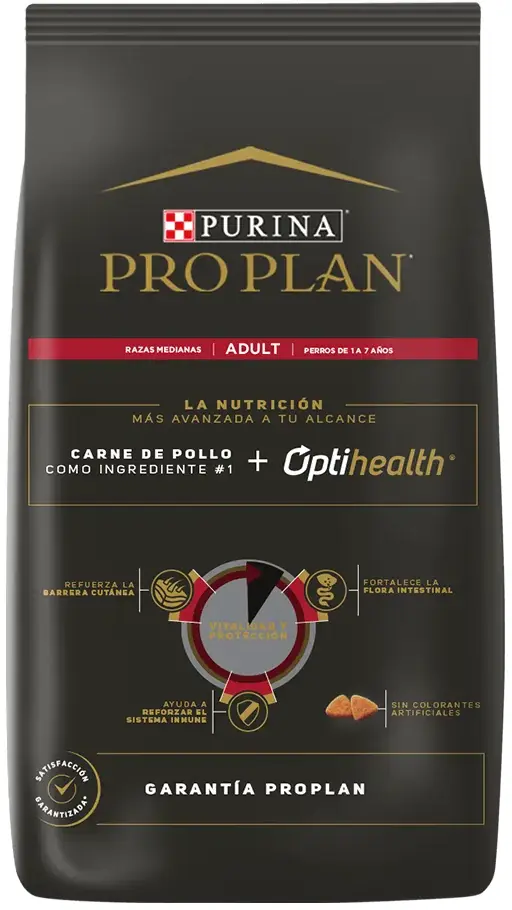 PURINA®
PRO PLAN®
RAZAS MEDIANAS | ADULT | PERROS DE 1 A 7 AÑOS
LA NUTRICIÓN
MÁS AVANZADA A TU ALCANCE
CARNE DE POLLO
COMO INGREDIENTE #1
+
Optihealth®
REFUERZA LA
BARRERA CUTÁNEA
FORTALECE LA
FLORA INTESTINAL
VITALIDAD Y
PROTECCIÓN
AYUDA A
REFORZAR EL
SISTEMA INMUNE
SIN COLORANTES
ARTIFICIALES
SATISFACCIÓN
GARANTIZADA*
GARANTÍA PROPLAN